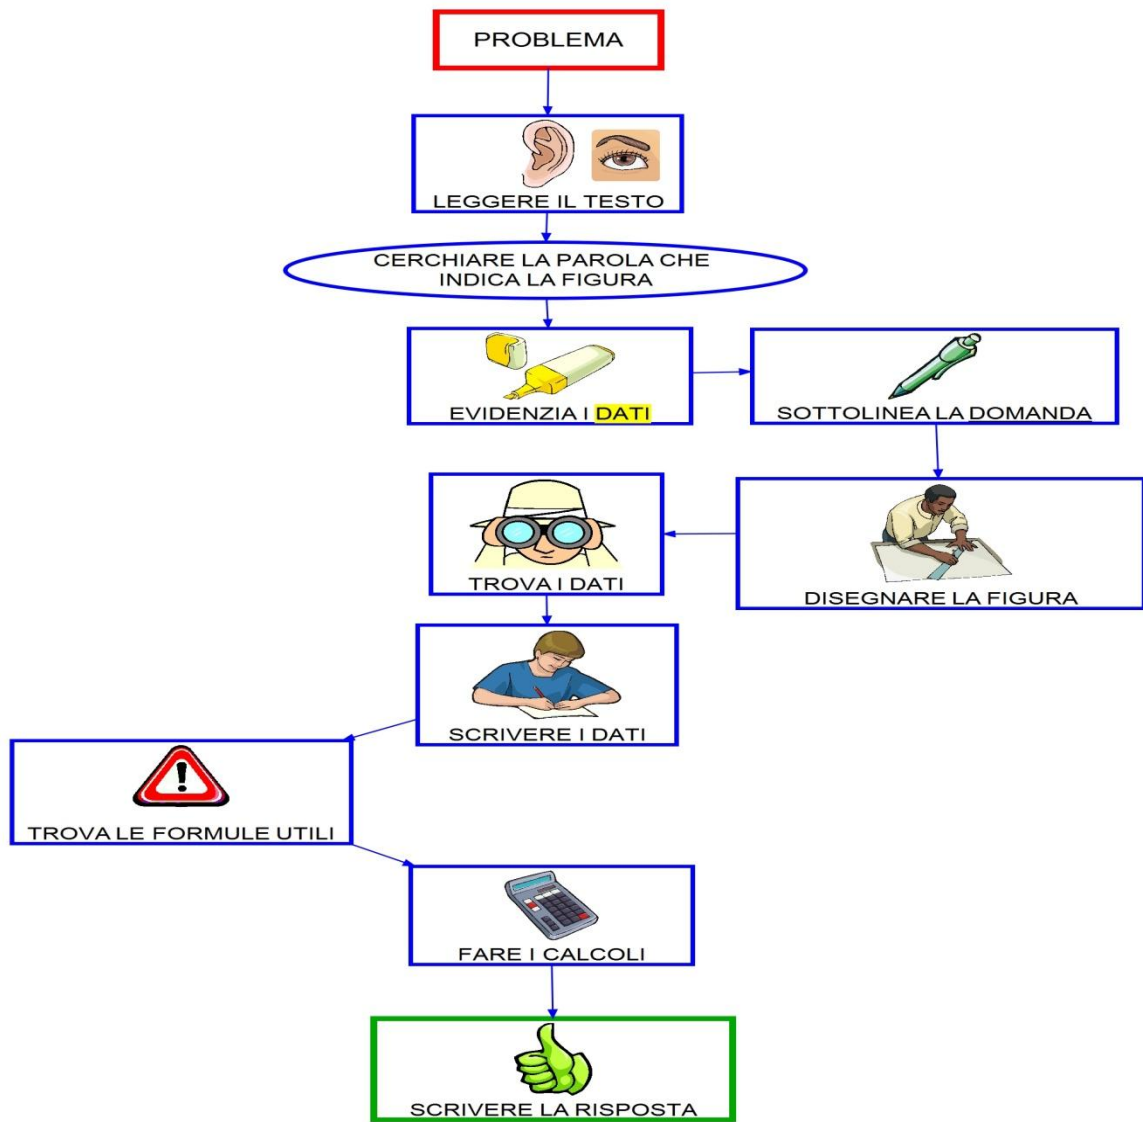 PROBLEMA
LEGGERE IL TESTO
CERCHIARE LA PAROLA CHE
INDICA LA FIGURA
EVIDENZIA I DATI
SOTTOLINEA LA DOMANDA
DISEGNARE LA FIGURA
TROVA I DATI
SCRIVERE I DATI
TROVA LE FORMULE UTILI
FARE I CALCOLI
SCRIVERE LA RISPOSTA